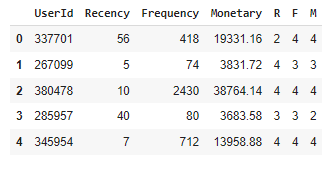 UserId Recency Frequency Monetary R F M
0 337701 56 418 19331.16 2 4 4
1 267099 5 74 3831.72 4 3 3
2 380478 10 2430 38764.14 4 4 4
3 285957 40 80 3683.58 3 3 2
4 345954 7 712 13958.88 4 4 4